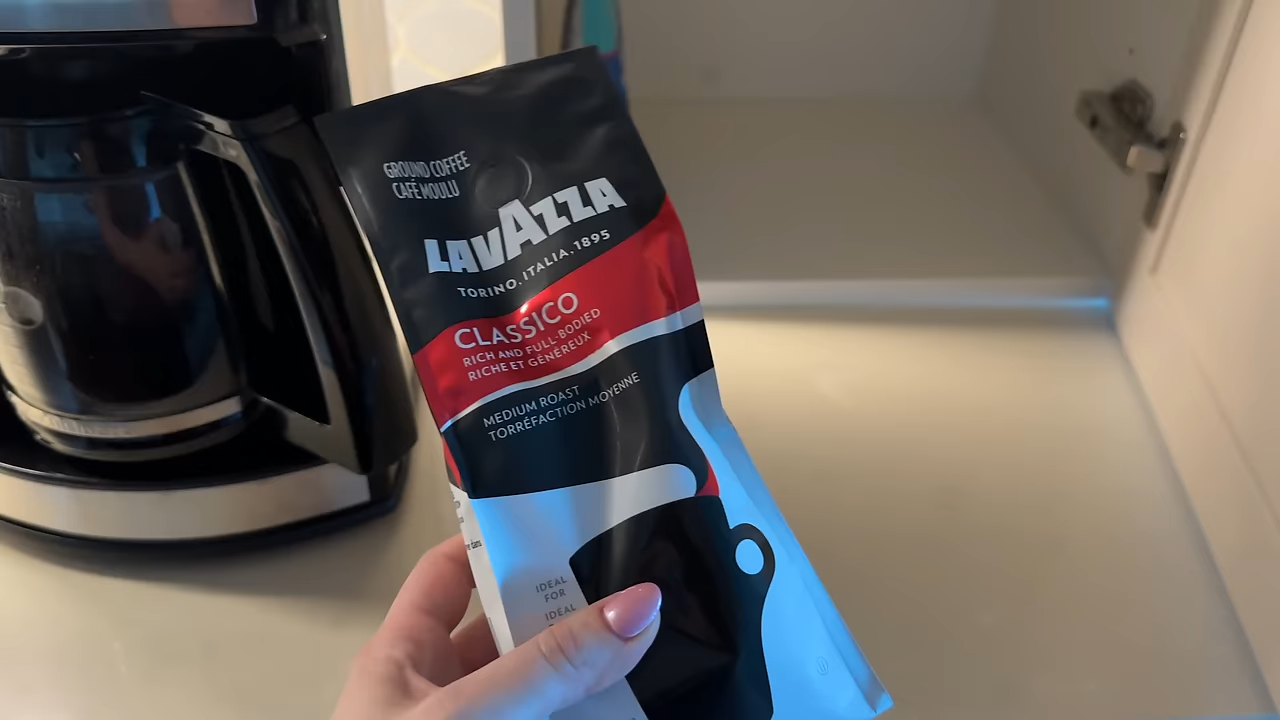 GROUND COFFEE
CAFÉ MOULU
LAVAZZA
TORINO, ITALIA, 1895
CLASSICO
RICH AND FULL-BODIED
RICHE ET GÉNÉREUX
MEDIUM ROAST
TORRÉFACTION MOYENNE
IDEAL
FOR
IDÉAL